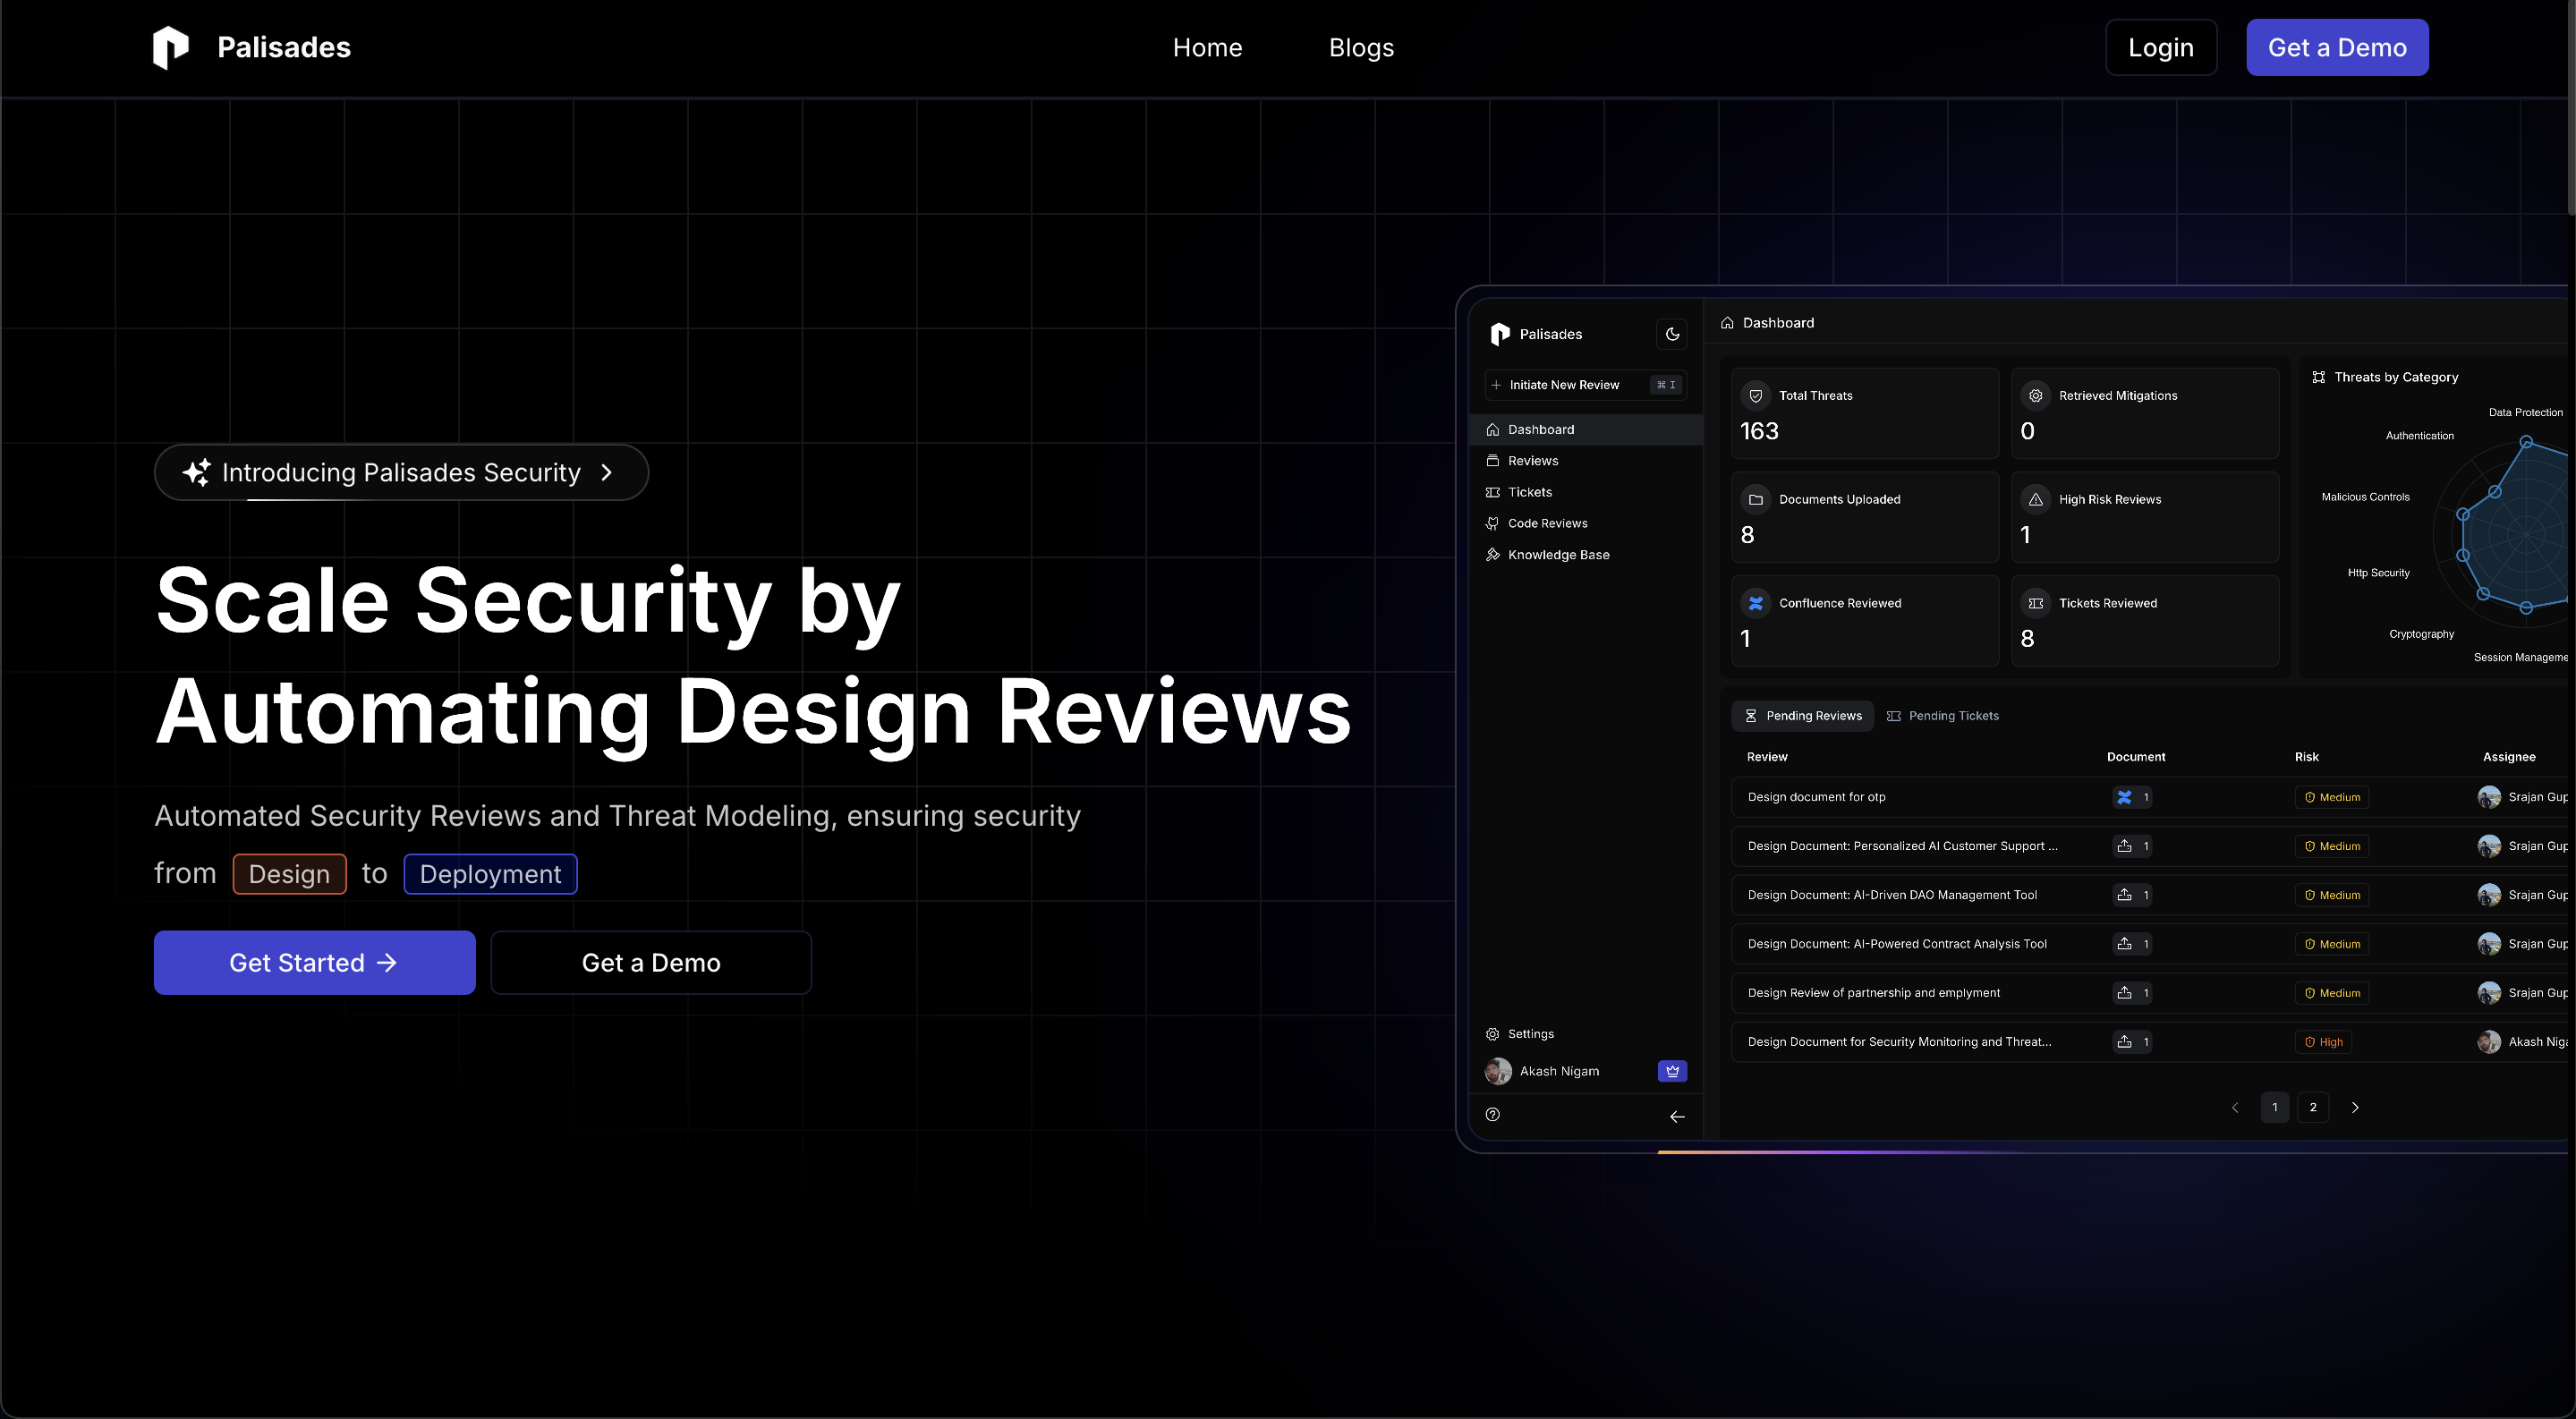 Palisades
Home
Blogs
Login
Get a Demo
Introducing Palisades Security
Scale Security by
Automating Design Reviews
Automated Security Reviews and Threat Modeling, ensuring security
from Design to Deployment
Get Started
Get a Demo
Palisades
Initiate New Review
⌘ I
Dashboard
Reviews
Tickets
Code Reviews
Knowledge Base
Settings
Akash Nigam
Dashboard
Total Threats
163
Retrieved Mitigations
0
Documents Uploaded
8
High Risk Reviews
1
Confluence Reviewed
1
Tickets Reviewed
8
Threats by Category
Data Protection
Authentication
Malicious Controls
Http Security
Cryptography
Session Manageme
Pending Reviews
Pending Tickets
Review Document Risk Assignee
Design document for otp 1 Medium Srajan Gup
Design Document: Personalized AI Customer Support ... 1 Medium Srajan Gup
Design Document: AI-Driven DAO Management Tool 1 Medium Srajan Gup
Design Document: AI-Powered Contract Analysis Tool 1 Medium Srajan Gup
Design Review of partnership and emplyment 1 Medium Srajan Gup
Design Document for Security Monitoring and Threat... 1 High Akash Niga
1 2